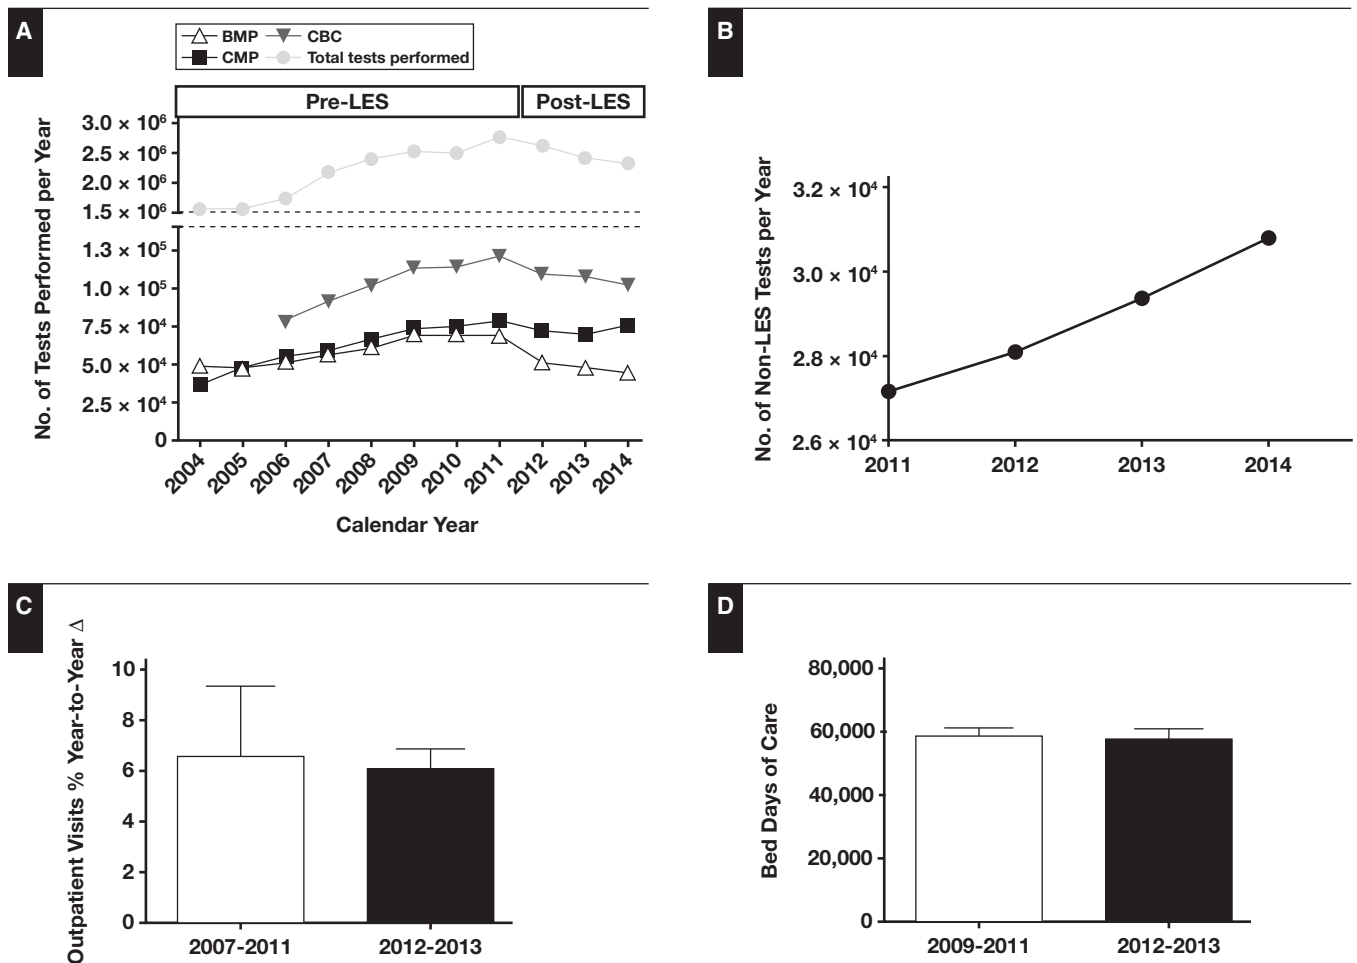 A
BMP CBC
CMP Total tests performed
Pre-LES Post-LES
No. of Tests Performed per Year
3.0 × 10⁶
2.5 × 10⁶
2.0 × 10⁶
1.5 × 10⁶
1.3 × 10⁵
1.0 × 10⁵
7.5 × 10⁴
5.0 × 10⁴
2.5 × 10⁴
0
2004 2005 2006 2007 2008 2009 2010 2011 2012 2013 2014
Calendar Year
B
No. of Non-LES Tests per Year
3.2 × 10⁴
3.0 × 10⁴
2.8 × 10⁴
2.6 × 10⁴
2011 2012 2013 2014
C
Outpatient Visits % Year-to-Year Δ
10
8
6
4
2
0
2007-2011 2012-2013
D
Bed Days of Care
80,000
60,000
40,000
20,000
0
2009-2011 2012-2013